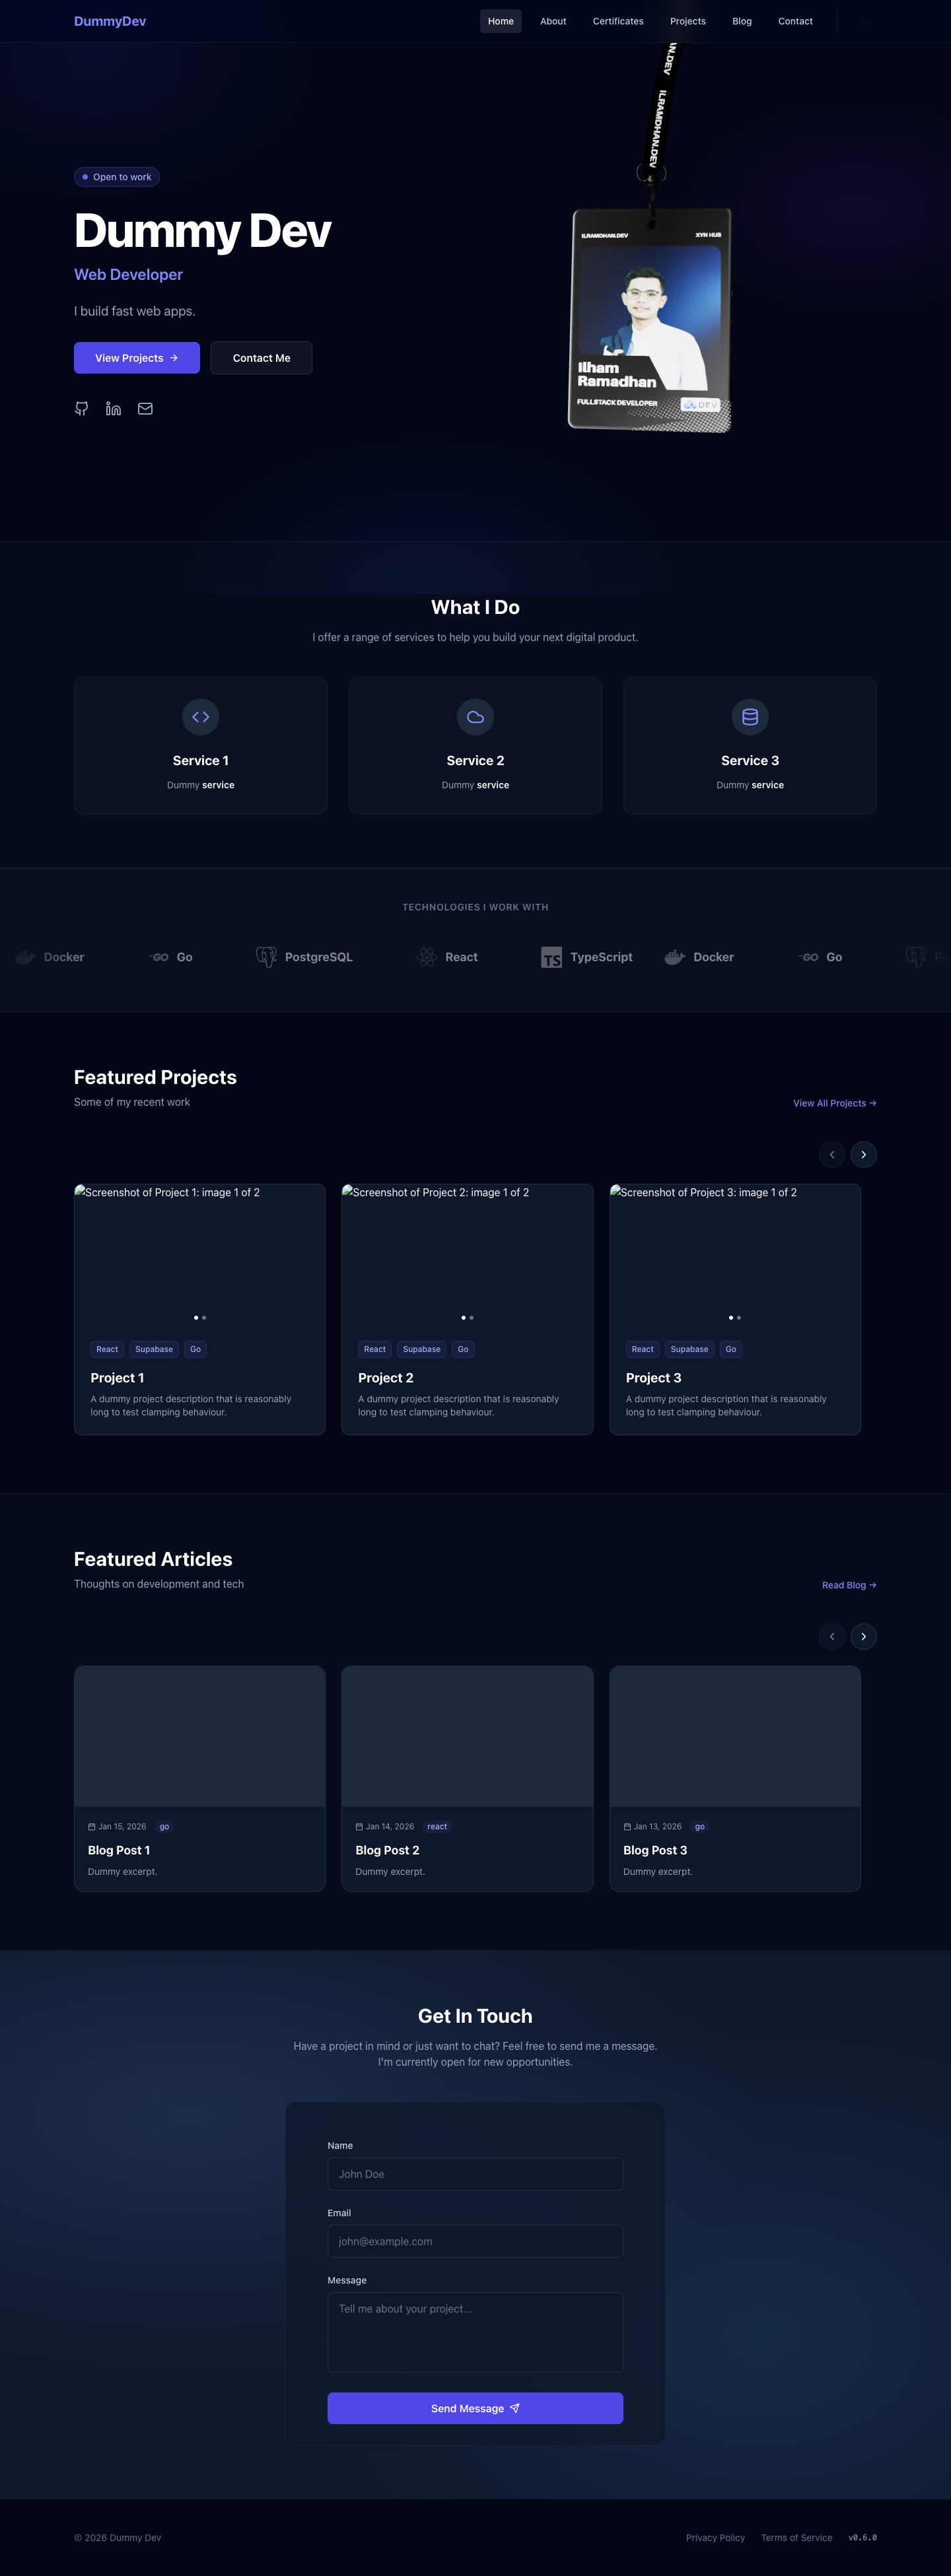 DummyDev
Home
About
Certificates
Projects
Blog
Contact
ILRAMDHAN.DEV
Open to work
Dummy Dev
Web Developer
I build fast web apps.
View Projects →
Contact Me
ILRAMDHAN.DEV
XYN HUB
Ilham
Ramadhan
FULLSTACK DEVELOPER
DEV
What I Do
I offer a range of services to help you build your next digital product.
Service 1
Dummy service
Service 2
Dummy service
Service 3
Dummy service
TECHNOLOGIES I WORK WITH
Docker
GO
Go
PostgreSQL
React
TS
TypeScript
Docker
GO
Go
Featured Projects
Some of my recent work
View All Projects →
Screenshot of Project 1: image 1 of 2
React
Supabase
Go
Project 1
A dummy project description that is reasonably
long to test clamping behaviour.
Screenshot of Project 2: image 1 of 2
React
Supabase
Go
Project 2
A dummy project description that is reasonably
long to test clamping behaviour.
Screenshot of Project 3: image 1 of 2
React
Supabase
Go
Project 3
A dummy project description that is reasonably
long to test clamping behaviour.
Featured Articles
Thoughts on development and tech
Read Blog →
Jan 15, 2026
go
Blog Post 1
Dummy excerpt.
Jan 14, 2026
react
Blog Post 2
Dummy excerpt.
Jan 13, 2026
go
Blog Post 3
Dummy excerpt.
Get In Touch
Have a project in mind or just want to chat? Feel free to send me a message.
I'm currently open for new opportunities.
Name
John Doe
Email
john@example.com
Message
Tell me about your project...
Send Message
© 2026 Dummy Dev
Privacy Policy
Terms of Service
v0.6.0